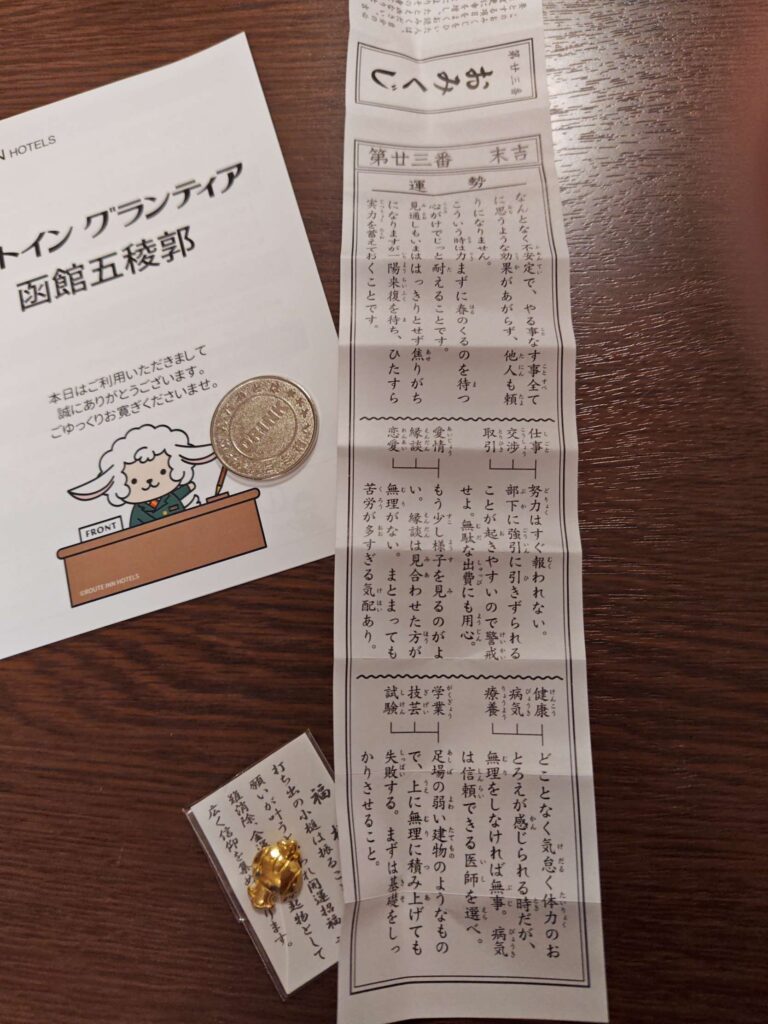 HOTELS
トイン グランティア
函館五稜郭
本日はご利用いただきまして
誠にありがとうございます。
ごゆっくりお寛ぎくださいませ。
FRONT
©ROUTE INN HOTELS
DRINK
第廿三番
おみくじ
第廿三番 末吉
運勢
なんとなく不安定で、やる事なす事全て
に思うような効果があがらず、他人も頼
りになりません。
こういう時は力まずに春のくるのを待つ
心がけでじっと耐えることです。
見通しもいまははっきりとせず焦りがち
になりますが一陽来復を待ち、ひたすら
実力を蓄えておくことです。
仕事
交渉
取引
努力はすぐ報われない。
部下に強引に引きずられる
ことが起きやすいので警戒
せよ。無駄な出費にも用心。
愛情
縁談
恋愛
もう少し様子を見るのがよ
い。縁談は見合わせた方が
無理がない。まとまっても
苦労が多すぎる気配あり。
健康
病気
療養
どことなく気怠く体力のお
とろえが感じられる時だが、
無理をしなければ無事。病気
は信頼できる医師を選べ。
学業
技芸
試験
足場の弱い建物のようなもの
で、上に無理に積み上げても
失敗する。まずは基礎をしっ
かりさせること。
福
打ち出の小槌は振るご
願いが叶う
れ開運招福
起物として
広く信仰を集め
ります。